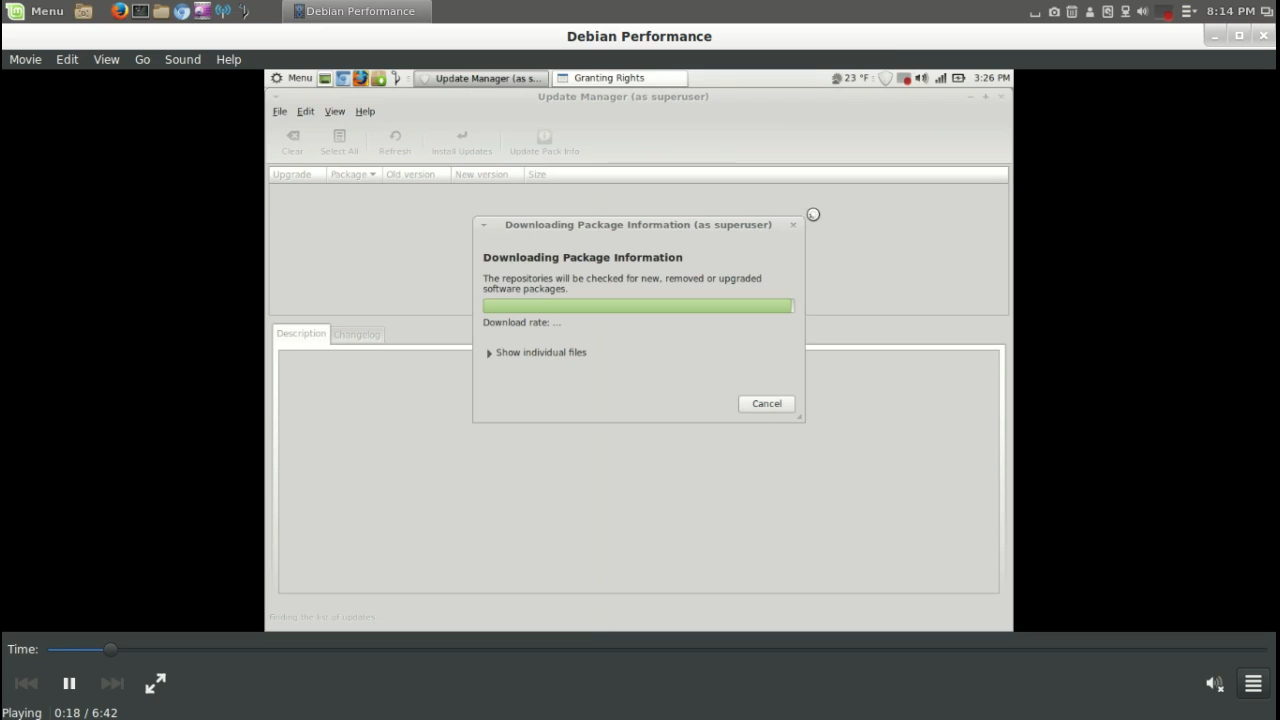 Menu
Debian Performance
8:14 PM
Debian Performance
Movie Edit View Go Sound Help
Menu
Update Manager (as s...
Granting Rights
23 °F
3:26 PM
Update Manager (as superuser)
File Edit View Help
Clear Select All Refresh Install Updates Update Pack Info
Upgrade Package Old version New version Size
Downloading Package Information (as superuser)
Downloading Package Information
The repositories will be checked for new, removed or upgraded
software packages.
Download rate: ...
Show individual files
Cancel
Description Changelog
Finding the list of updates...
Time:
Playing 0:18 / 6:42